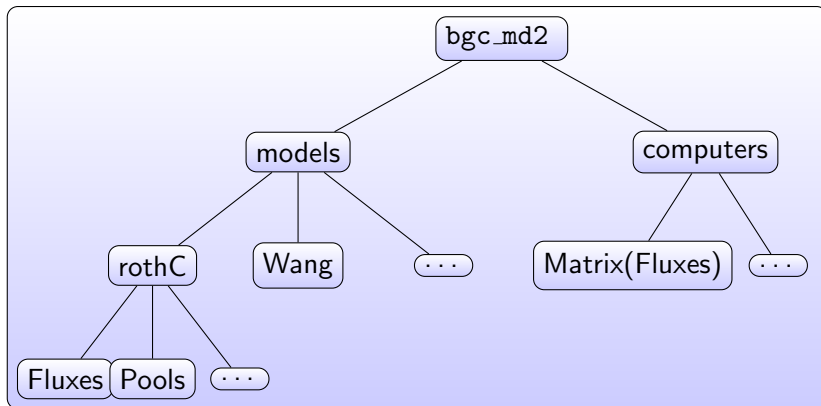 bgc_md2
models
computers
rothC
Wang
...
Matrix(Fluxes)
...
Fluxes
Pools
...